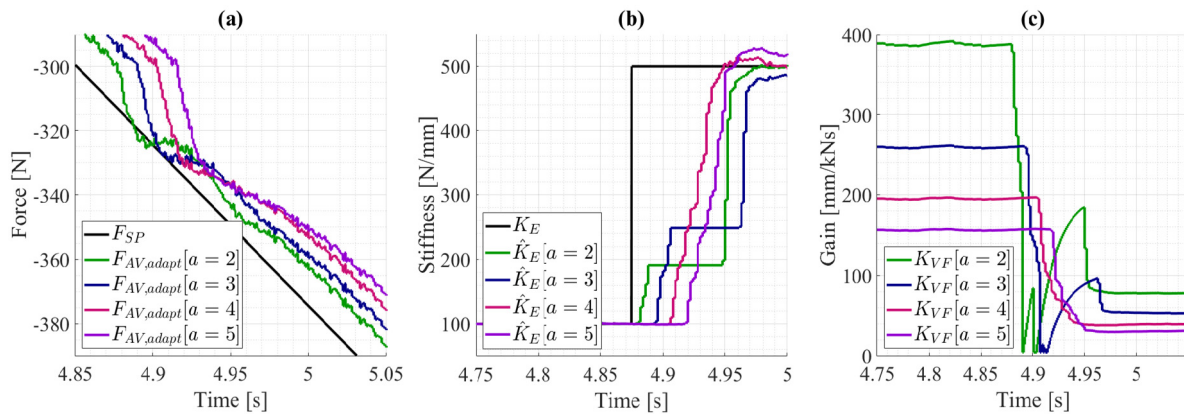 (a)
Force [N]
-300
-320
-340
-360
-380
F_SP
F_AV,adapt[a = 2]
F_AV,adapt[a = 3]
F_AV,adapt[a = 4]
F_AV,adapt[a = 5]
4.85 4.9 4.95 5 5.05
Time [s]
(b)
Stiffness [N/mm]
500
400
300
200
100
K_E
K̂_E[a = 2]
K̂_E[a = 3]
K̂_E[a = 4]
K̂_E[a = 5]
4.75 4.8 4.85 4.9 4.95 5
Time [s]
(c)
Gain [mm/kNs]
400
300
200
100
0
K_VF[a = 2]
K_VF[a = 3]
K_VF[a = 4]
K_VF[a = 5]
4.75 4.8 4.85 4.9 4.95 5
Time [s]